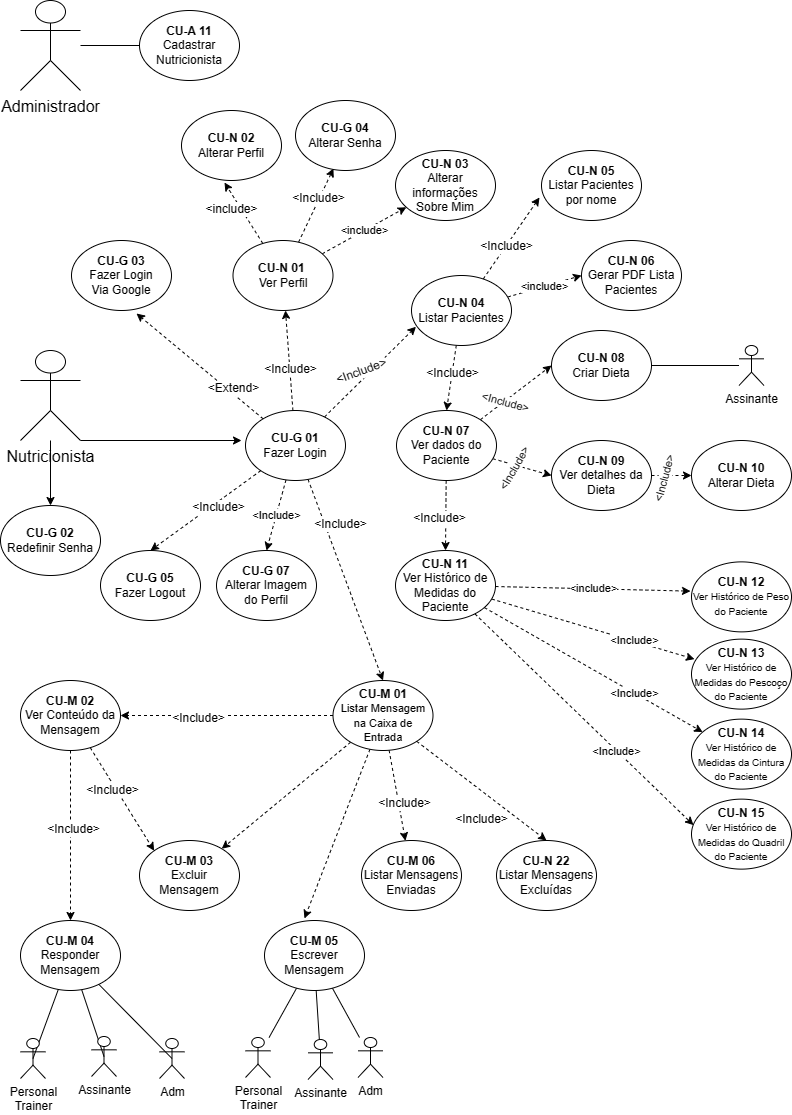 CU-A 11
Cadastrar
Nutricionista
Administrador
CU-N 02
Alterar Perfil
CU-G 04
Alterar Senha
CU-N 03
Alterar
informações
Sobre Mim
CU-N 05
Listar Pacientes
por nome
<include>
<Include>
<include>
<Include>
CU-G 03
Fazer Login
Via Google
CU-N 01
Ver Perfil
CU-N 06
Gerar PDF Lista
Pacientes
<include>
CU-N 04
Listar Pacientes
<Extend>
<Include>
<Include>
<Include>
CU-N 08
Criar Dieta
Assinante
<Include>
Nutricionista
CU-G 01
Fazer Login
CU-N 07
Ver dados do
Paciente
<Include>
CU-N 09
Ver detalhes da
Dieta
<Include>
CU-N 10
Alterar Dieta
CU-G 02
Redefinir Senha
<Include>
<Include>
<Include>
<Include>
CU-G 05
Fazer Logout
CU-G 07
Alterar Imagem
do Perfil
CU-N 11
Ver Histórico de
Medidas do
Paciente
<include>
CU-N 12
Ver Histórico de Peso
do Paciente
<Include>
CU-N 13
Ver Histórico de
Medidas do Pescoço
do Paciente
<Include>
CU-N 14
Ver Histórico de
Medidas da Cintura
do Paciente
<Include>
CU-N 15
Ver Histórico de
Medidas do Quadril
do Paciente
CU-M 02
Ver Conteúdo da
Mensagem
<Include>
CU-M 01
Listar Mensagem
na Caixa de
Entrada
<Include>
<Include>
<Include>
<Include>
CU-M 03
Excluir
Mensagem
CU-M 06
Listar Mensagens
Enviadas
CU-N 22
Listar Mensagens
Excluídas
CU-M 04
Responder
Mensagem
CU-M 05
Escrever
Mensagem
Personal
Trainer
Assinante
Adm
Personal
Trainer
Assinante
Adm